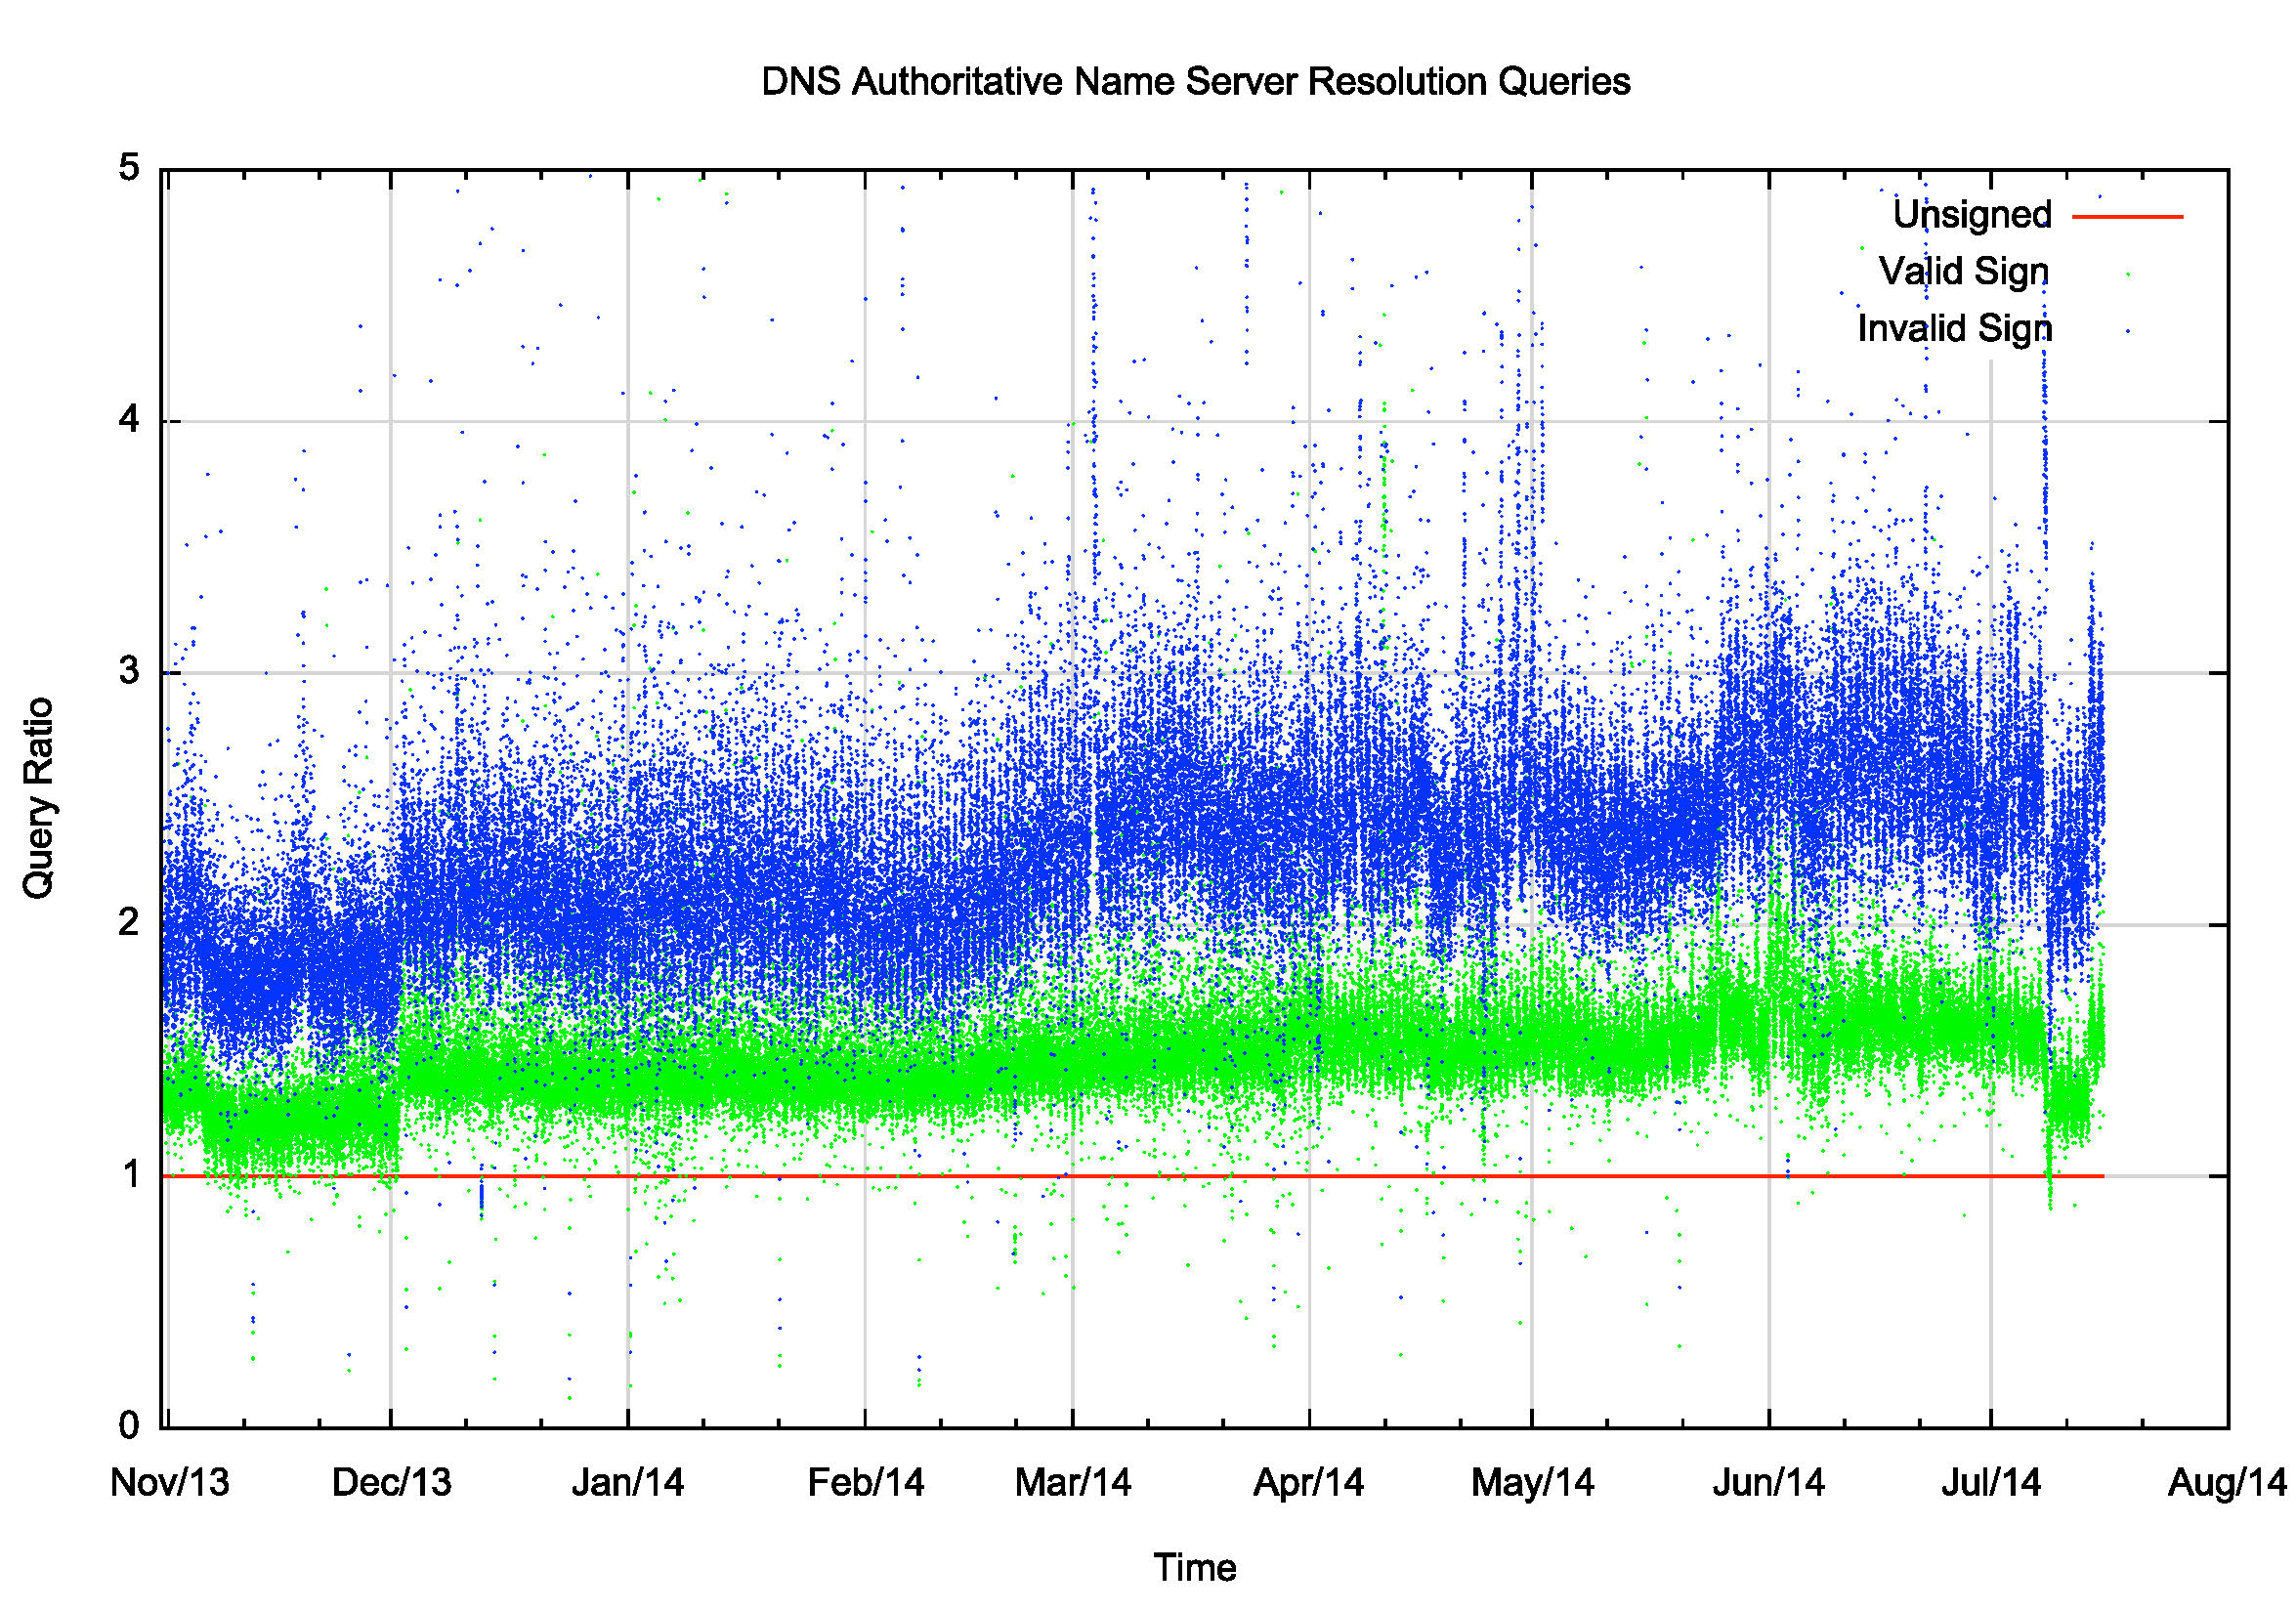 DNS Authoritative Name Server Resolution Queries
5
Unsigned
Valid Sign
Invalid Sign
4
3
Query Ratio
2
1
0
Nov/13 Dec/13 Jan/14 Feb/14 Mar/14 Apr/14 May/14 Jun/14 Jul/14 Aug/14
Time